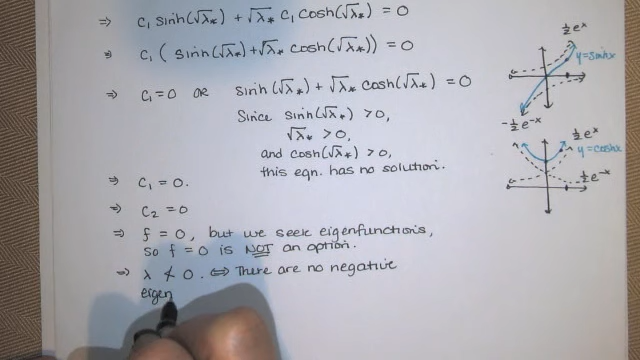 ⇒ C₁ sinh(√λ*) + √λ* C₁ cosh(√λ*) = 0
⇒ C₁ ( sinh(√λ*) + √λ* cosh(√λ*)) = 0
⇒ C₁ = 0 OR sinh(√λ*) + √λ* cosh(√λ*) = 0
Since sinh(√λ*) > 0,
√λ* > 0,
and cosh(√λ*) > 0,
this eqn. has no solution.
⇒ C₁ = 0.
⇒ C₂ = 0
⇒ f = 0, but we seek eigenfunctions,
so f = 0 is NOT an option.
⇒ λ ≮ 0. ⇔ There are no negative
eigen
½eˣ
y=sinhx
-½e⁻ˣ
½eˣ
y=coshx
½e⁻ˣ